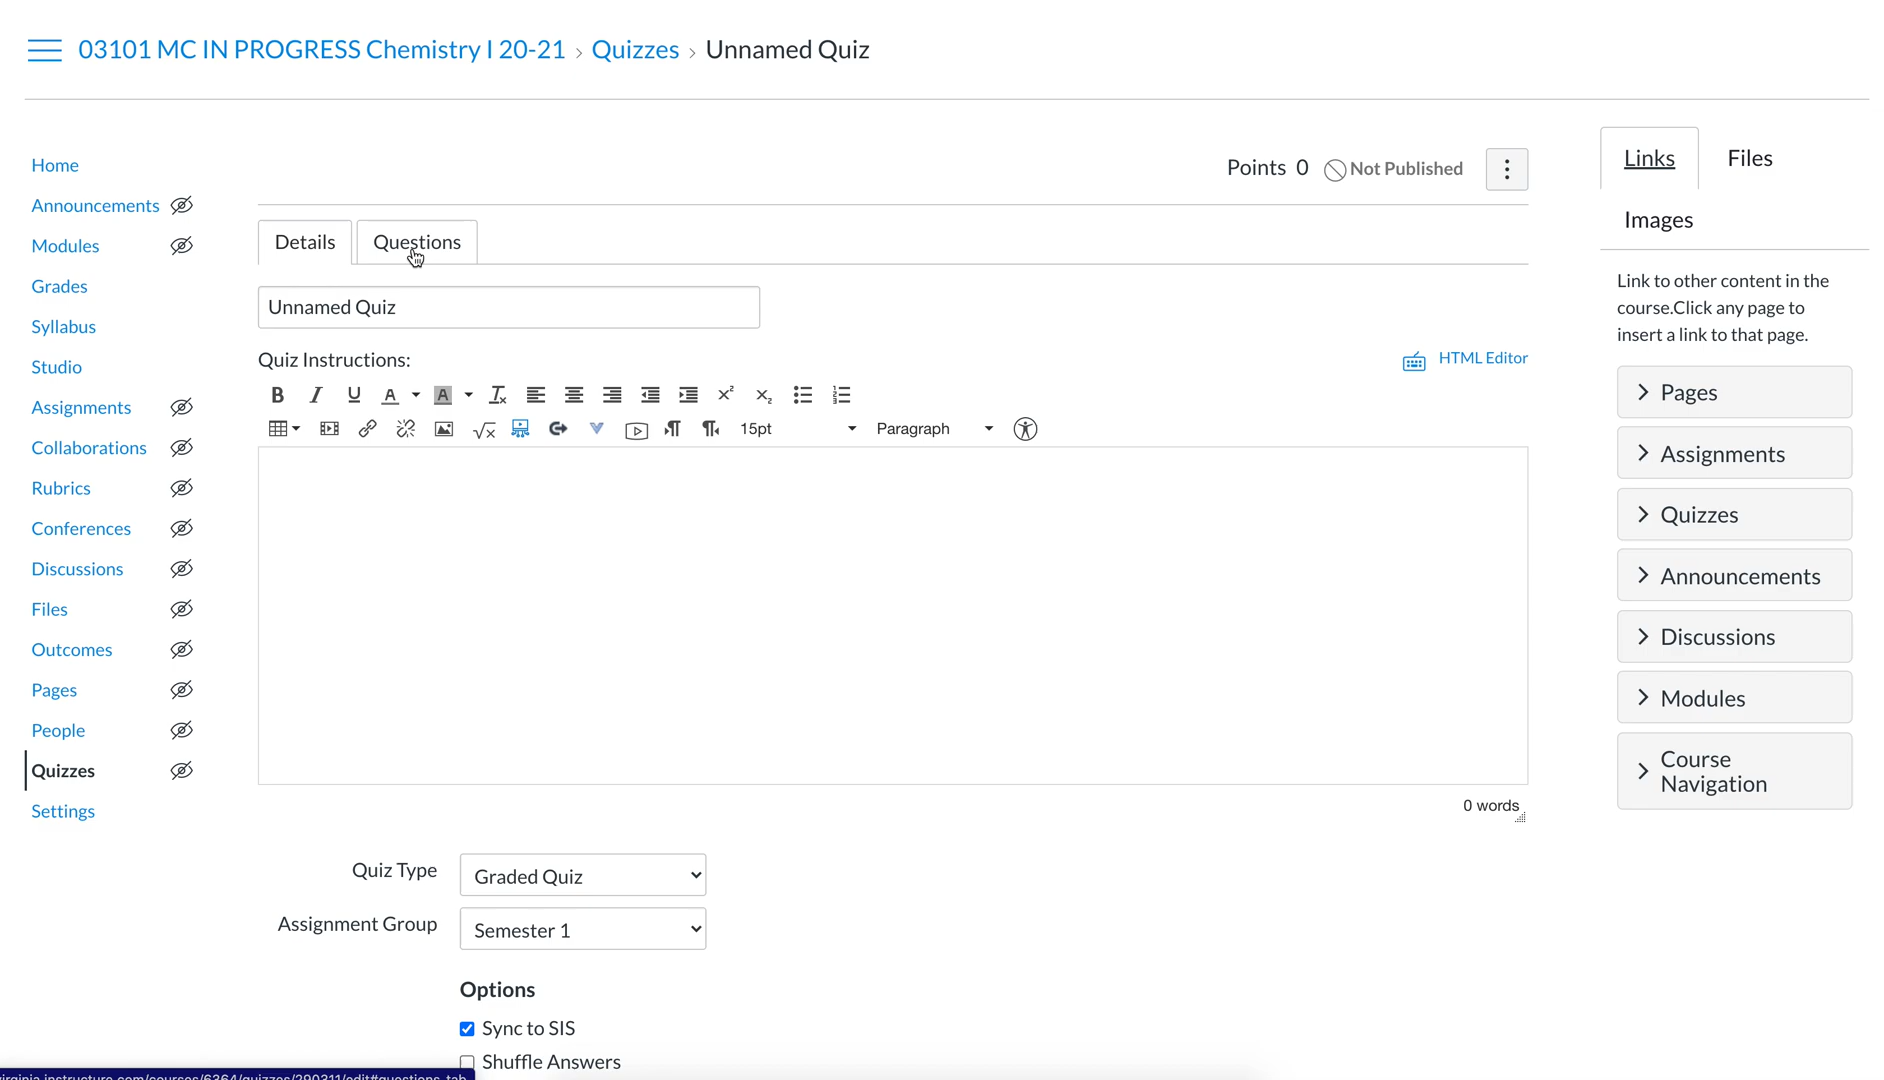 03101 MC IN PROGRESS Chemistry I 20-21 › Quizzes › Unnamed Quiz
Home
Announcements
Modules
Grades
Syllabus
Studio
Assignments
Collaborations
Rubrics
Conferences
Discussions
Files
Outcomes
Pages
People
Quizzes
Settings
Points 0 Not Published
Details Questions
Unnamed Quiz
Quiz Instructions:
HTML Editor
15pt Paragraph
0 words
Quiz Type Graded Quiz
Assignment Group Semester 1
Options
Sync to SIS
Shuffle Answers
Links Files
Images
Link to other content in the
course.Click any page to
insert a link to that page.
Pages
Assignments
Quizzes
Announcements
Discussions
Modules
Course
Navigation